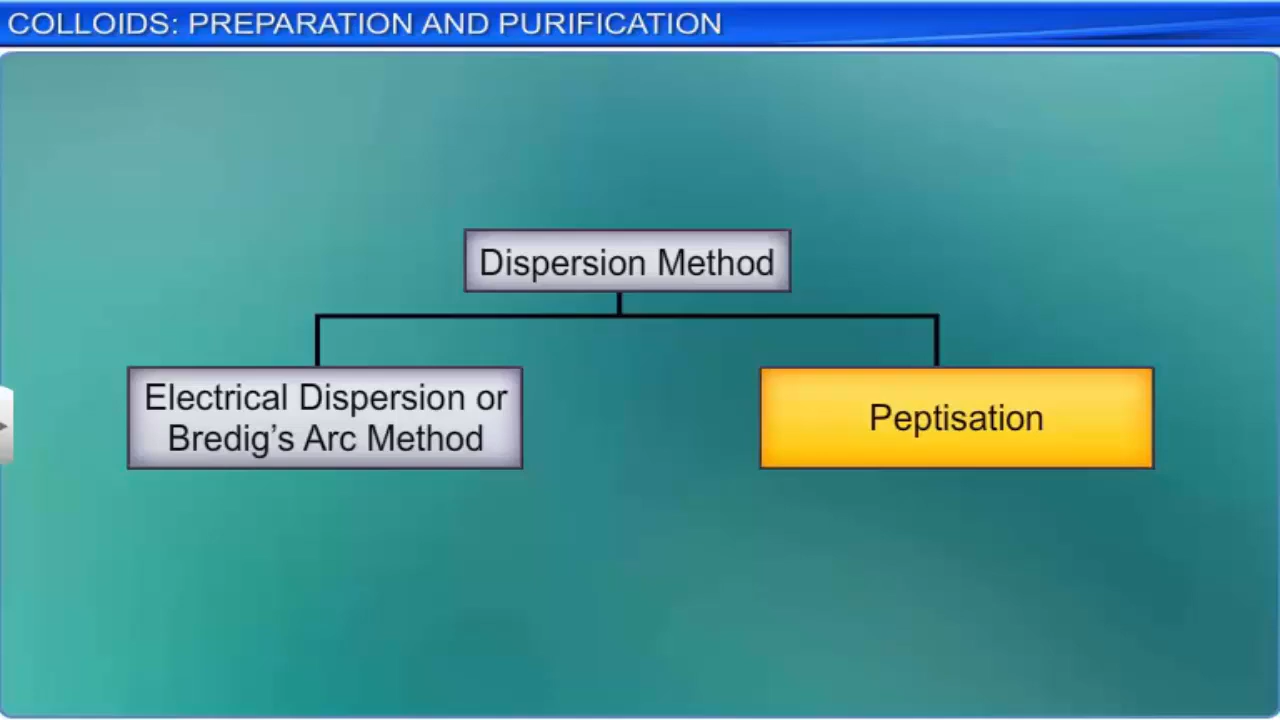 COLLOIDS: PREPARATION AND PURIFICATION
Dispersion Method
Electrical Dispersion or
Bredig’s Arc Method
Peptisation